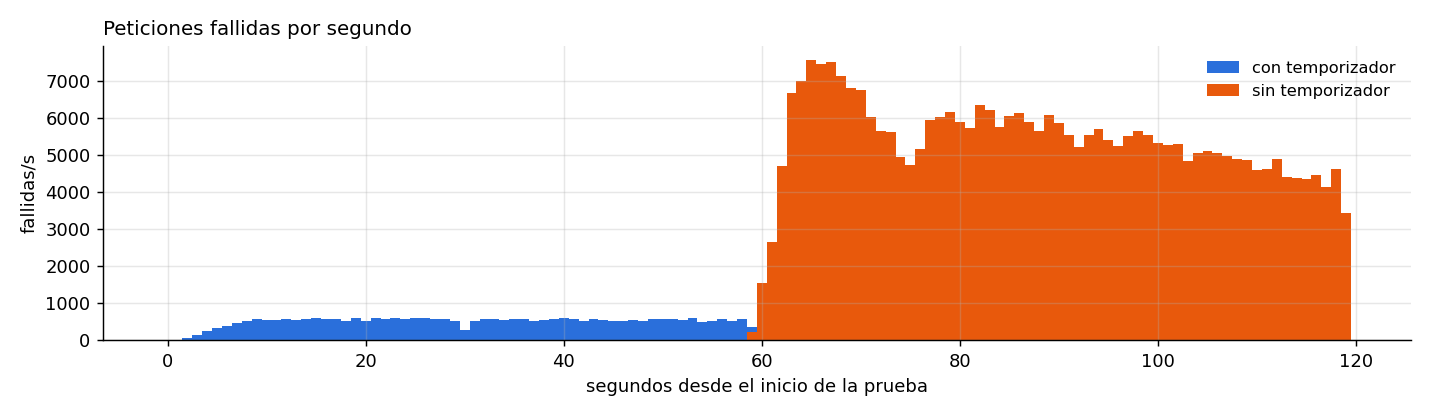 Peticiones fallidas por segundo
con temporizador
sin temporizador
fallidas/s
7000
6000
5000
4000
3000
2000
1000
0
0 20 40 60 80 100 120
segundos desde el inicio de la prueba